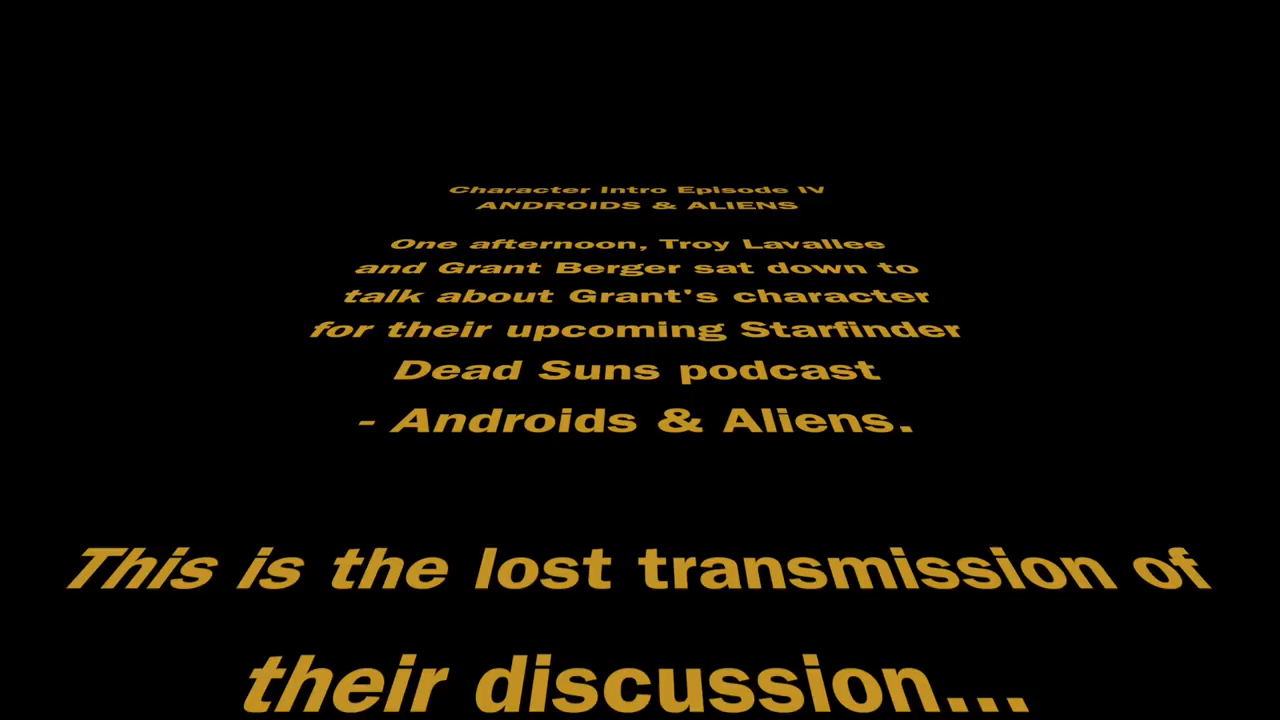 Character Intro Episode IV
ANDROIDS & ALIENS
One afternoon, Troy Lavallee
and Grant Berger sat down to
talk about Grant's character
for their upcoming Starfinder
Dead Suns podcast
- Androids & Aliens.
This is the lost transmission of
their discussion...